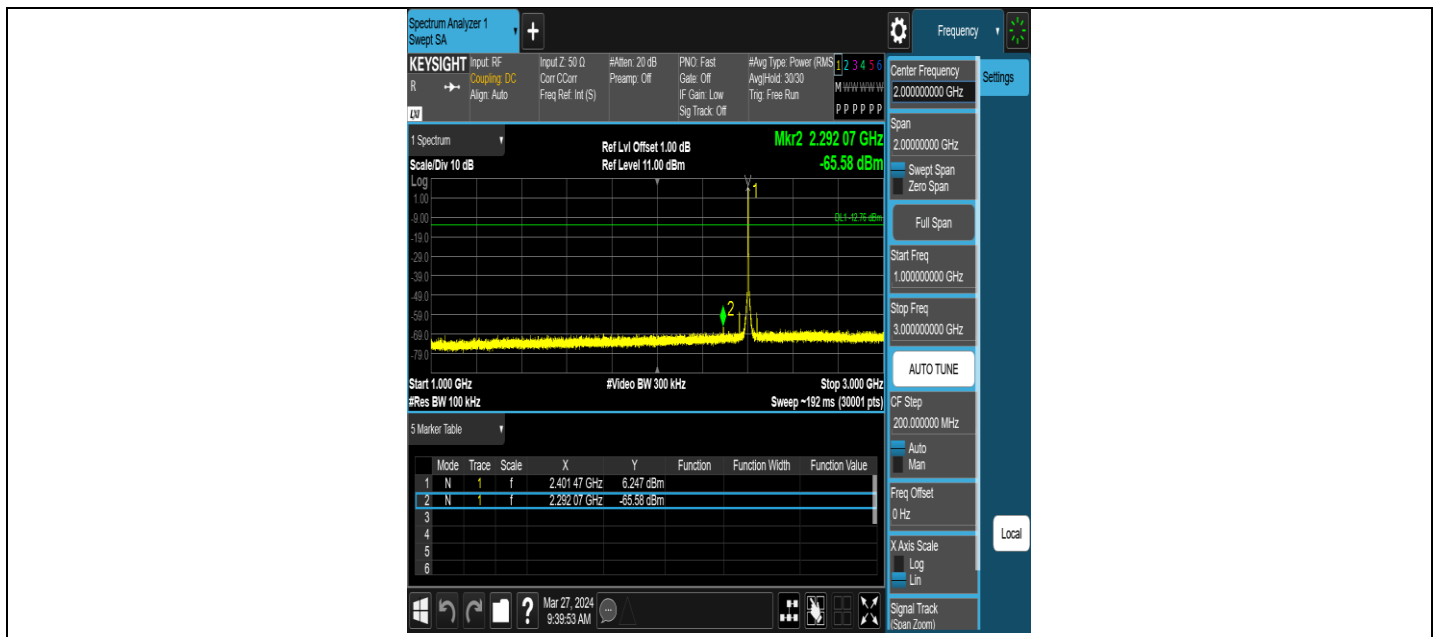 Spectrum Analyzer 1
Swept SA
+
Frequency
KEYSIGHT
R
LXI
Input: RF
Coupling: DC
Align: Auto
Input Z: 50 Ω
Corr CCorr
Freq Ref: Int (S)
#Atten: 20 dB
Preamp: Off
PNO: Fast
Gate: Off
IF Gain: Low
Sig Track: Off
#Avg Type: Power (RMS
Avg|Hold: 30/30
Trig: Free Run
1 2 3 4 5 6
M W W W W W
P P P P P P
1 Spectrum
Scale/Div 10 dB
Ref Lvl Offset 1.00 dB
Ref Level 11.00 dBm
Mkr2 2.292 07 GHz
-65.58 dBm
Log
1.00
-9.00
-19.0
-29.0
-39.0
-49.0
-59.0
-69.0
-79.0
1
DL1 -12.76 dBm
2
Start 1.000 GHz
#Res BW 100 kHz
#Video BW 300 kHz
Stop 3.000 GHz
Sweep ~192 ms (30001 pts)
5 Marker Table
Mode Trace Scale X Y Function Function Width Function Value
1 N 1 f 2.401 47 GHz 6.247 dBm
2 N 1 f 2.292 07 GHz -65.58 dBm
3
4
5
6
Mar 27, 2024
9:39:53 AM
?
Center Frequency
2.000000000 GHz
Settings
Span
2.00000000 GHz
Swept Span
Zero Span
Full Span
Start Freq
1.000000000 GHz
Stop Freq
3.000000000 GHz
AUTO TUNE
CF Step
200.000000 MHz
Auto
Man
Freq Offset
0 Hz
Local
X Axis Scale
Log
Lin
Signal Track
(Span Zoom)